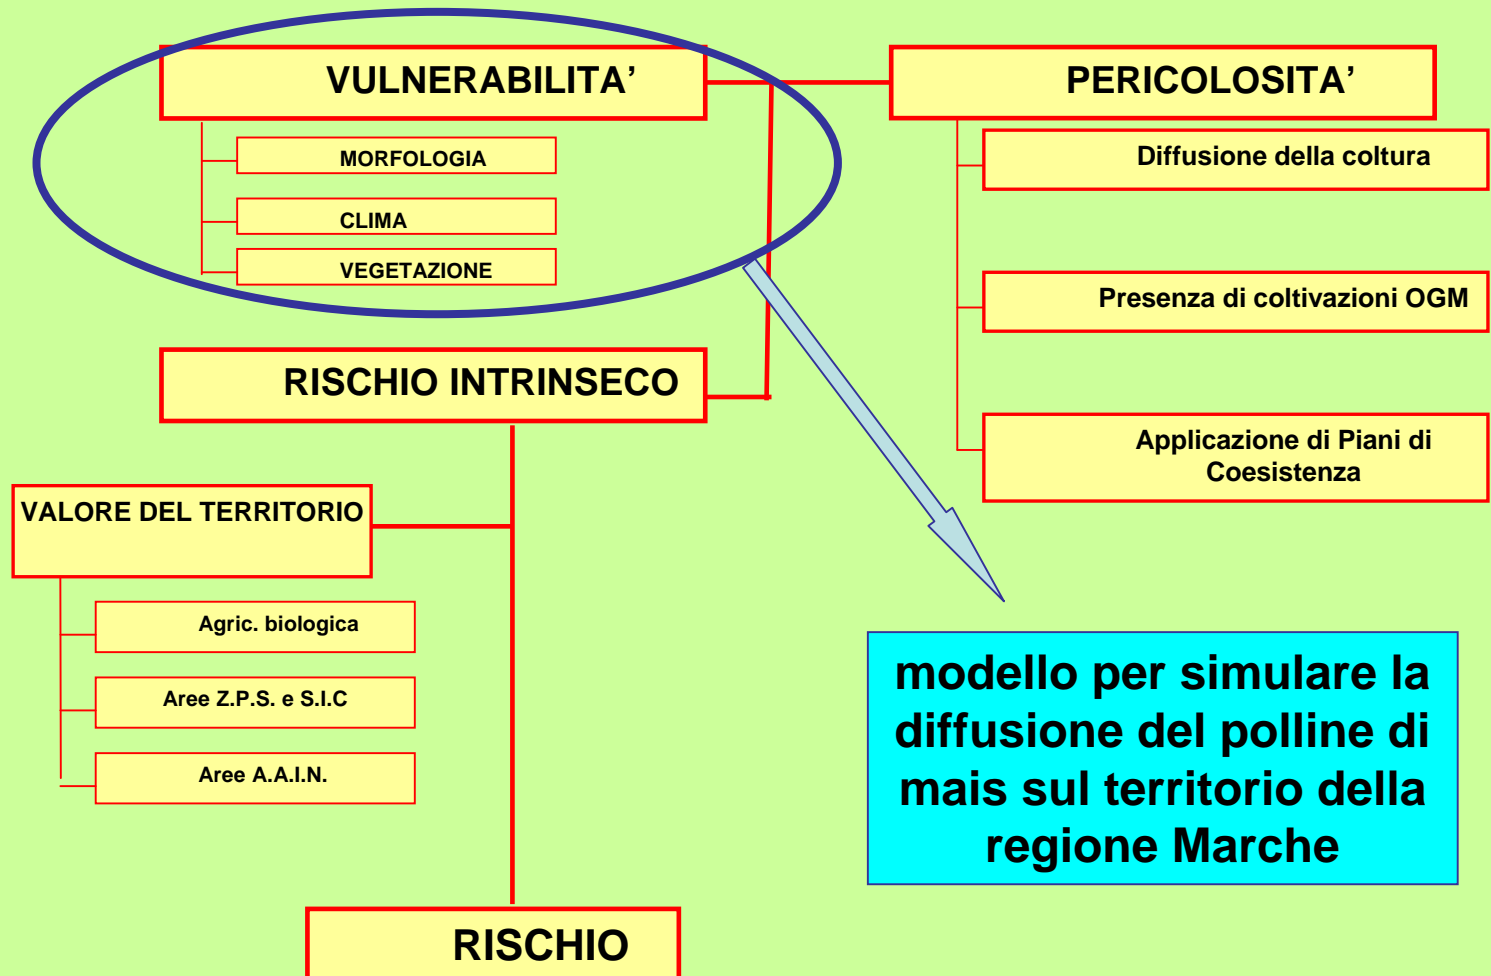 VULNERABILITA’
MORFOLOGIA
CLIMA
VEGETAZIONE
PERICOLOSITA’
Diffusione della coltura
Presenza di coltivazioni OGM
Applicazione di Piani di
Coesistenza
RISCHIO INTRINSECO
VALORE DEL TERRITORIO
Agric. biologica
Aree Z.P.S. e S.I.C
Aree A.A.I.N.
modello per simulare la
diffusione del polline di
mais sul territorio della
regione Marche
RISCHIO